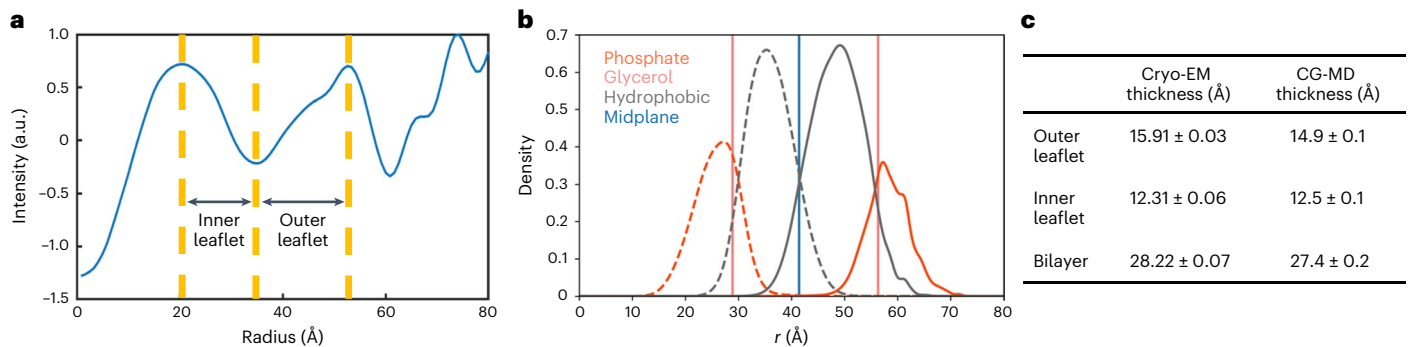 a
1.0
0.5
0
–0.5
–1.0
–1.5
Intensity (a.u.)
Inner
leaflet
Outer
leaflet
0
20
40
60
80
Radius (Å)
b
0.7
0.6
0.5
0.4
0.3
0.2
0.1
0
Density
Phosphate
Glycerol
Hydrophobic
Midplane
0
10
20
30
40
50
60
70
80
r (Å)
c
Cryo-EM
thickness (Å)
CG-MD
thickness (Å)
Outer
leaflet
15.91 ± 0.03
14.9 ± 0.1
Inner
leaflet
12.31 ± 0.06
12.5 ± 0.1
Bilayer
28.22 ± 0.07
27.4 ± 0.2